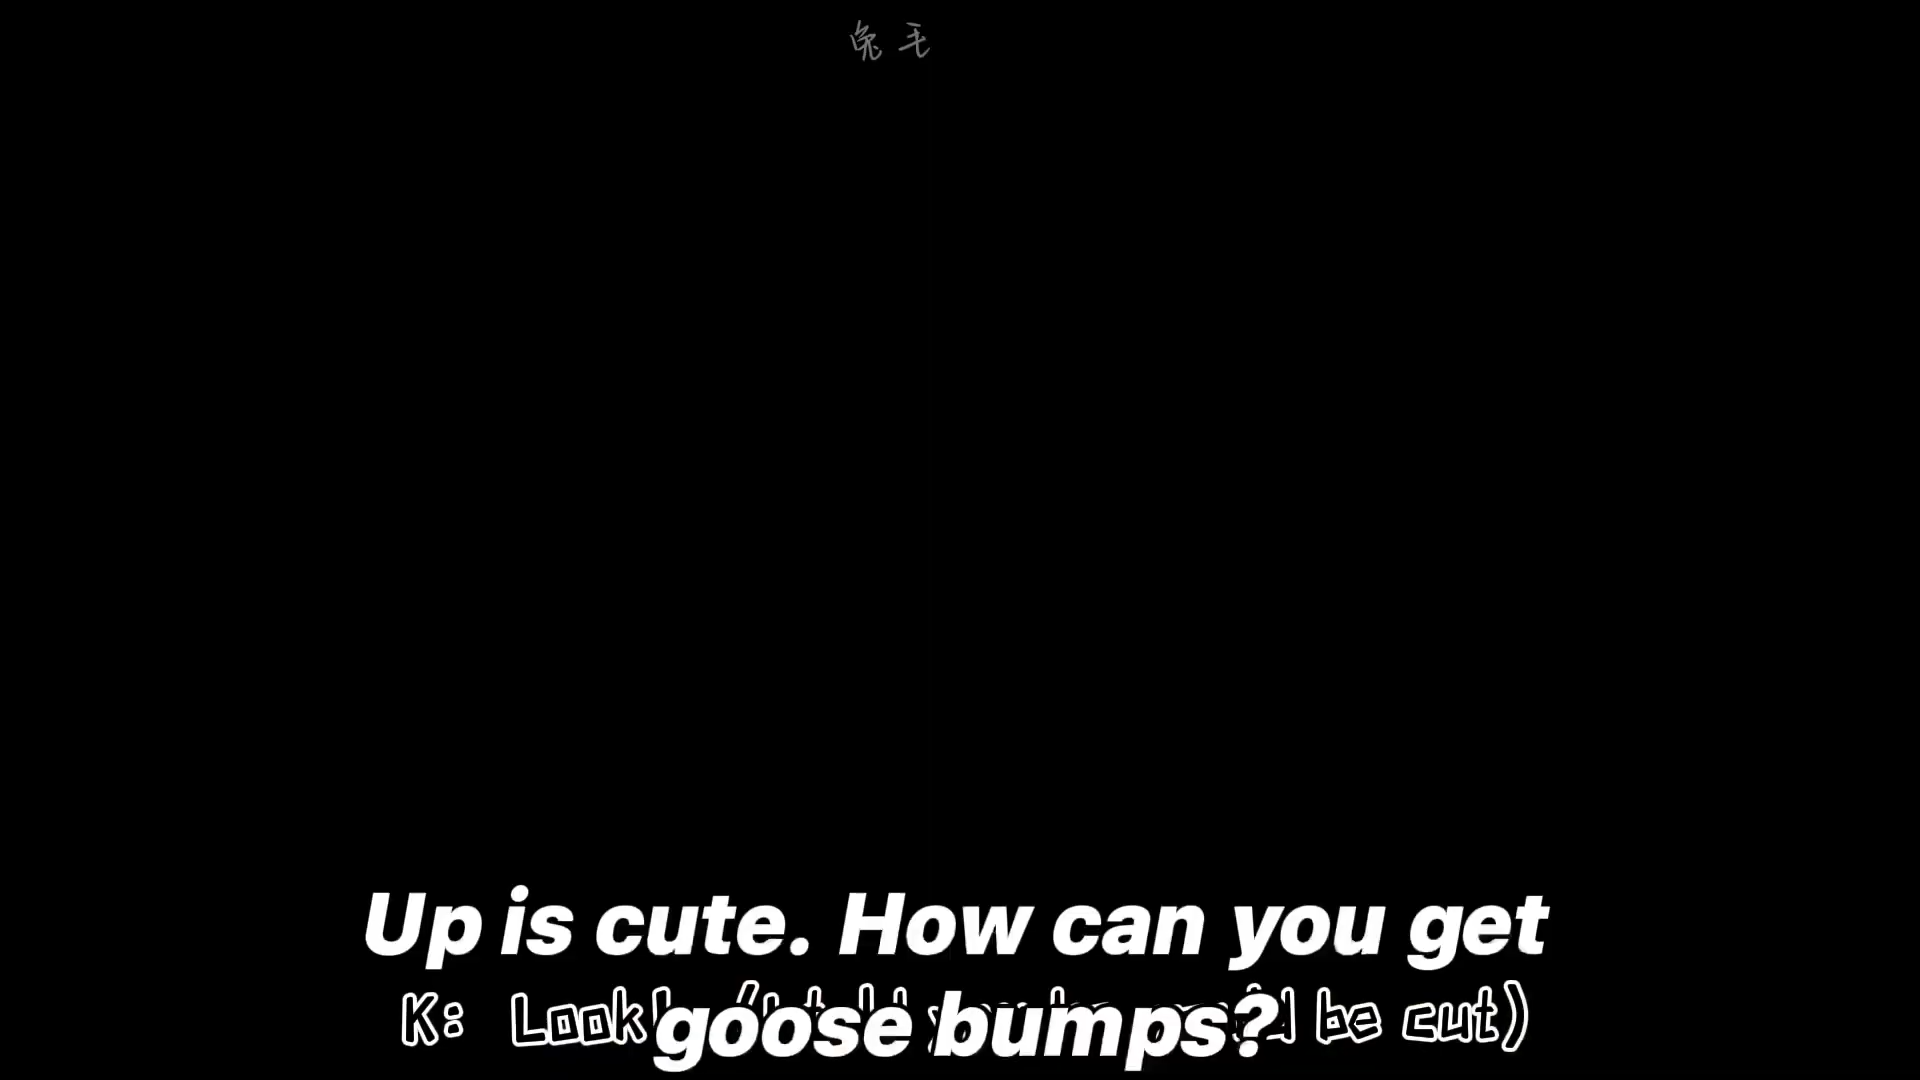 兔毛
Up is cute. How can you get
goose bumps?
K: Look be cut)